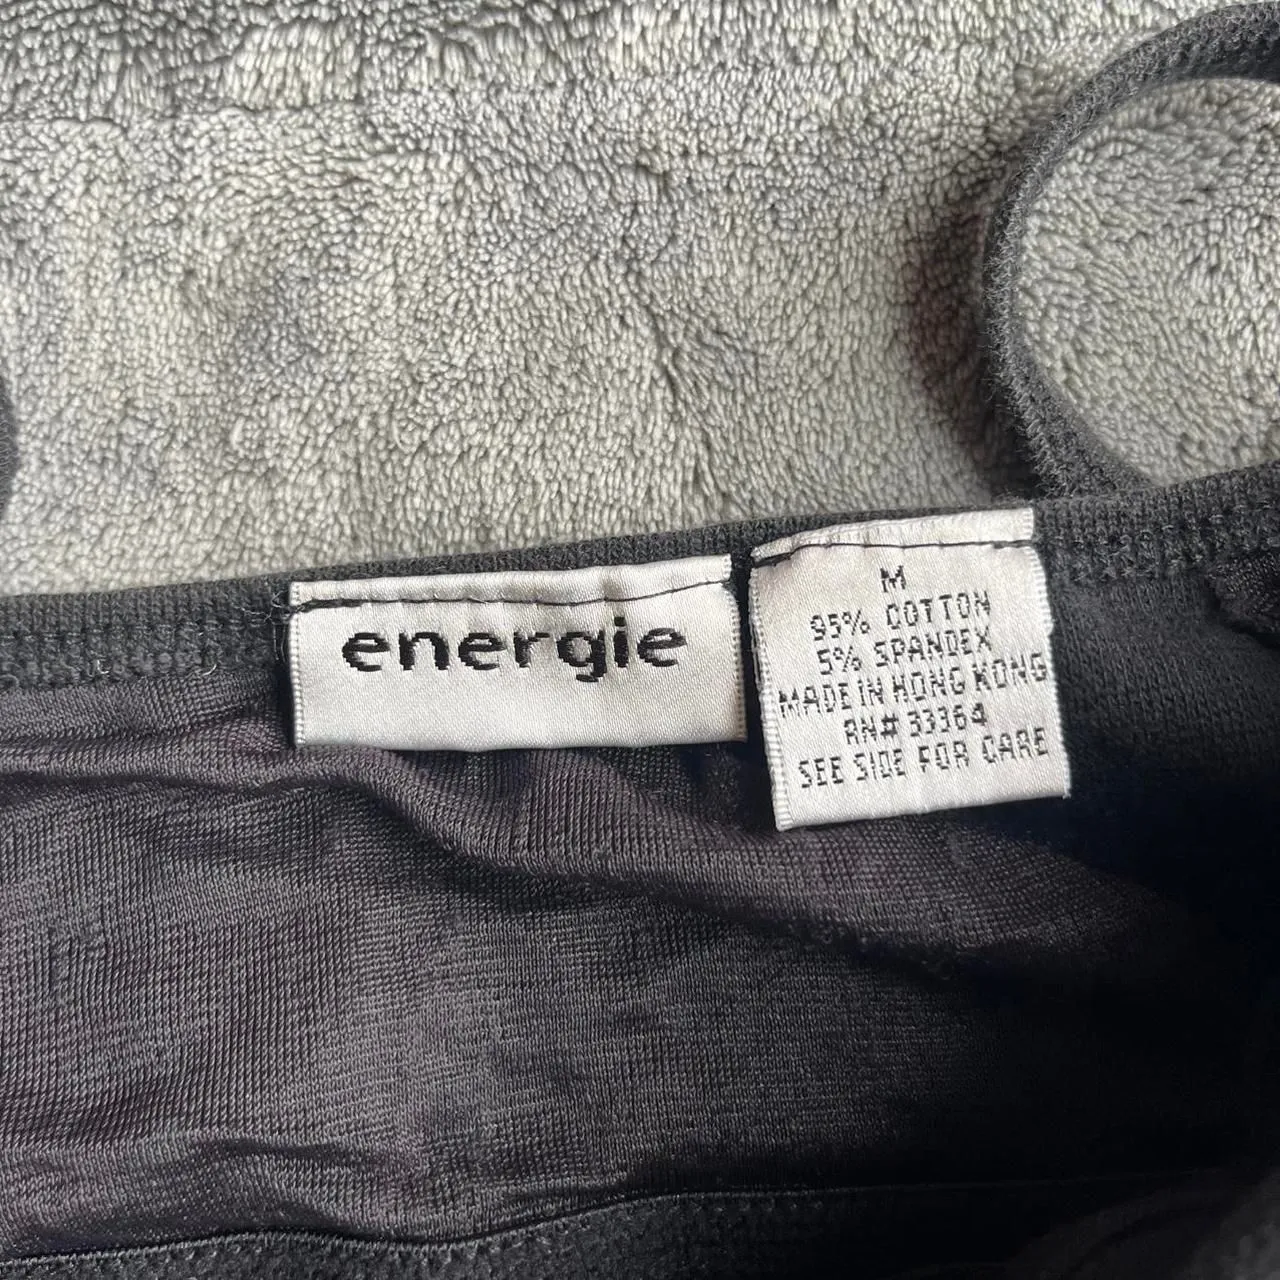 energie
M
95% COTTON
5% SPANDEX
MADE IN HONG KONG
RN# 33364
SEE SIDE FOR CARE